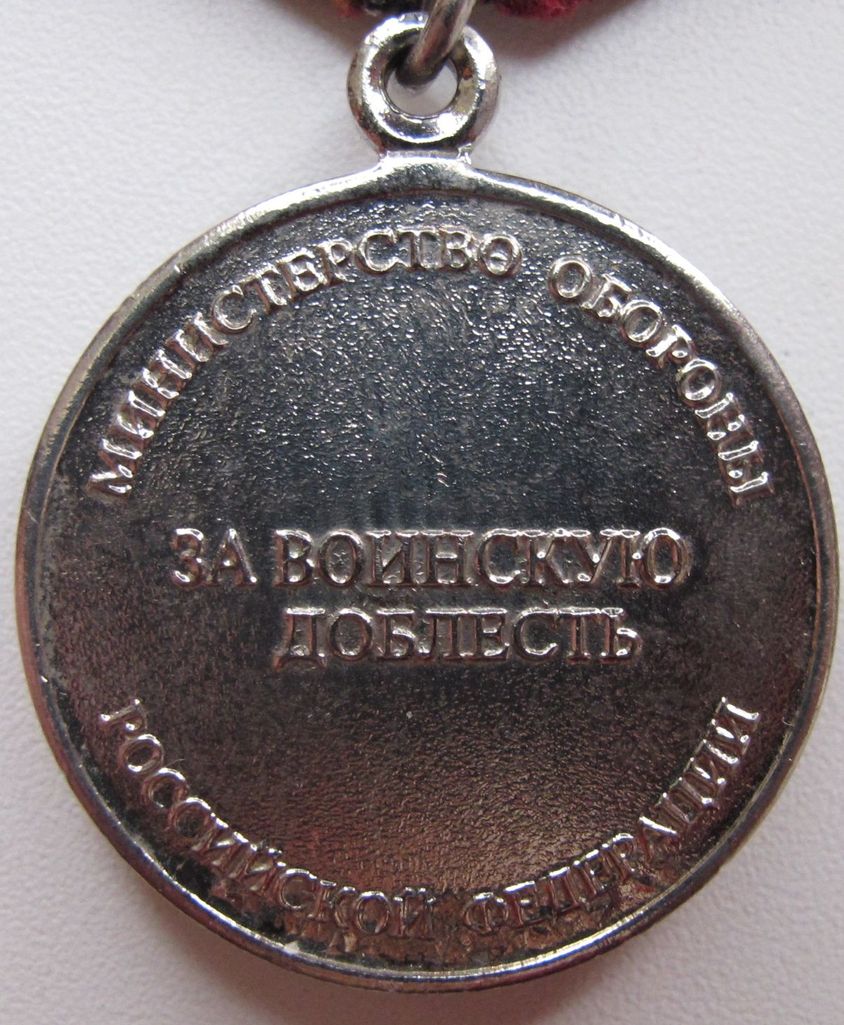 МИНИСТЕРСТВО ОБОРОНЫ
ЗА ВОИНСКУЮ
ДОБЛЕСТЬ
РОССИЙСКОЙ ФЕДЕРАЦИИ